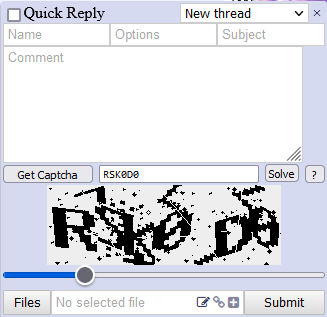 Quick Reply New thread ×
Name Options Subject
Comment
Get Captcha RSK0D0 Solve ?
Files No selected file Submit